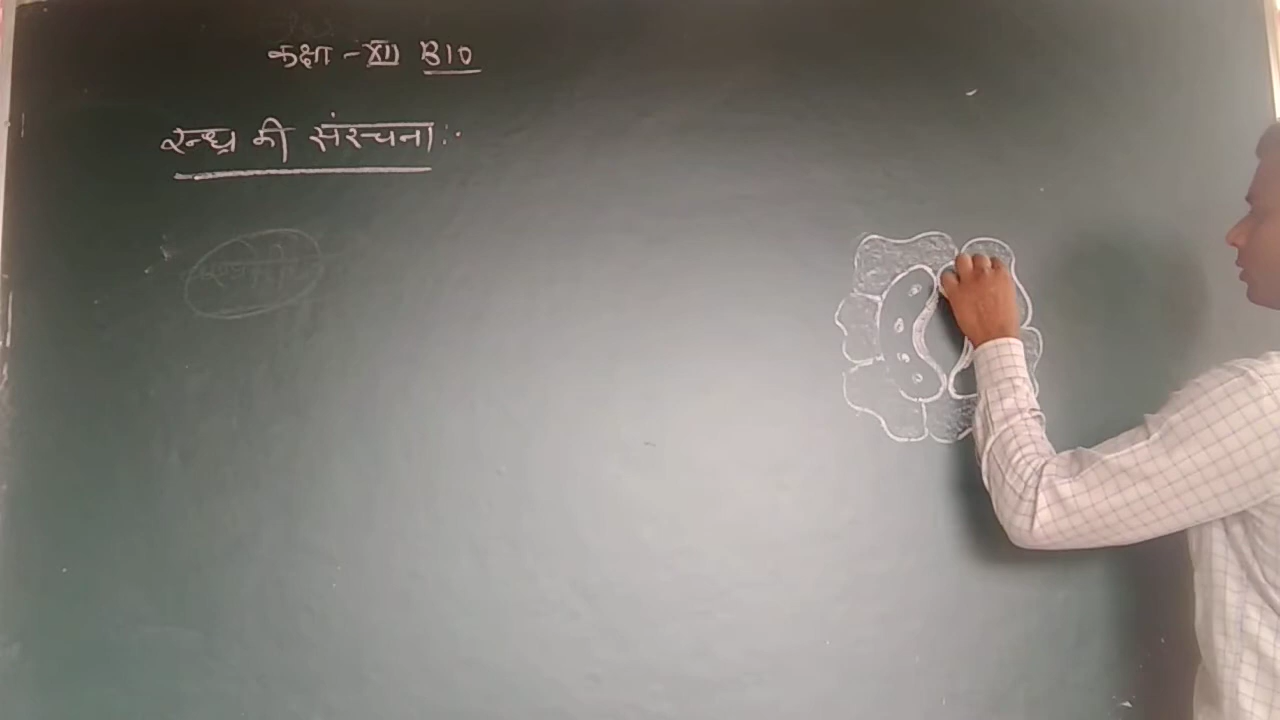 कक्षा - XII BIO
रन्ध्र की संरचना :-